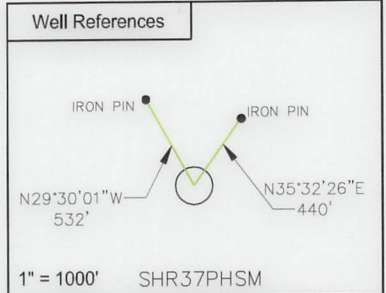 Well References
IRON PIN
IRON PIN
N29°30'01"W
532'
N35°32'26"E
440'
1" = 1000'
SHR37PHSM